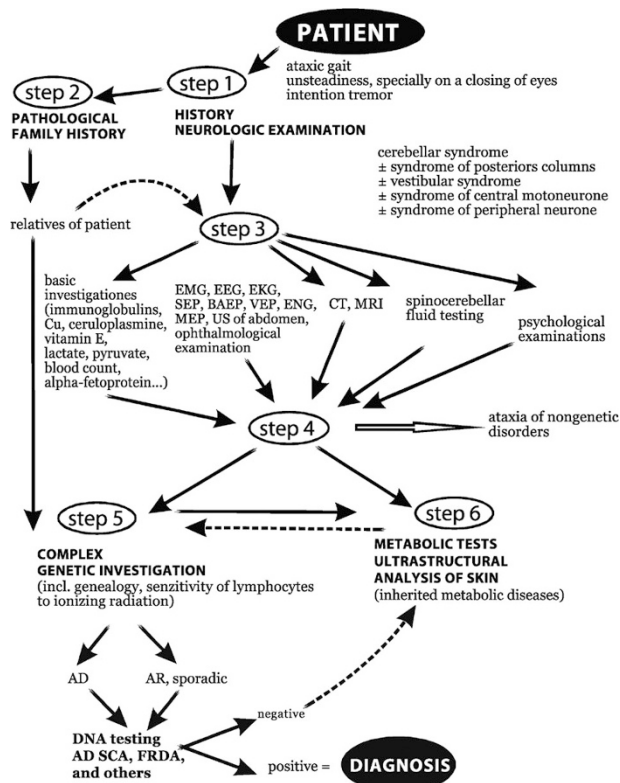 PATIENT
ataxic gait
unsteadiness, specially on a closing of eyes
intention tremor
step 1
step 2
HISTORY
NEUROLOGIC EXAMINATION
PATHOLOGICAL
FAMILY HISTORY
cerebellar syndrome
± syndrome of posteriors columns
± vestibular syndrome
± syndrome of central motoneurone
± syndrome of peripheral neurone
relatives of patient
step 3
basic
investigationes
(immunoglobulins,
Cu, ceruloplasmine,
vitamin E,
lactate, pyruvate,
blood count,
alpha-fetoprotein...)
EMG, EEG, EKG,
SEP, BAEP, VEP, ENG,
MEP, US of abdomen,
ophthalmological
examination
CT, MRI
spinocerebellar
fluid testing
psychological
examinations
step 4
ataxia of nongenetic
disorders
step 5
COMPLEX
GENETIC INVESTIGATION
(incl. genealogy, senzitivity of lymphocytes
to ionizing radiation)
step 6
METABOLIC TESTS
ULTRASTRUCTURAL
ANALYSIS OF SKIN
(inherited metabolic diseases)
AD
AR, sporadic
DNA testing
AD SCA, FRDA,
and others
negative
positive =
DIAGNOSIS